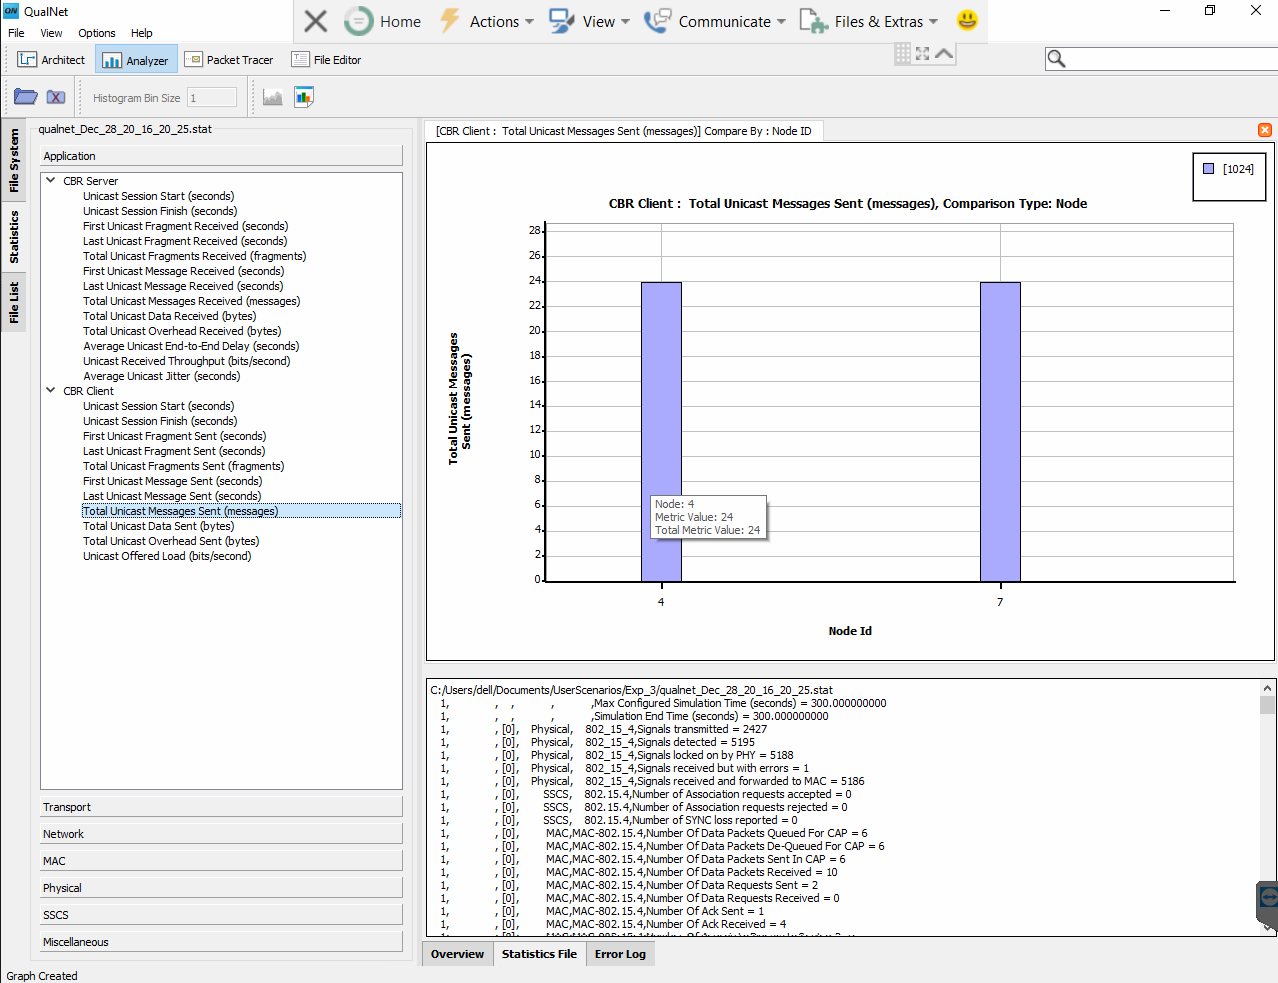 QN QualNet
Home
Actions
View
Communicate
Files & Extras
File View Options Help
Architect
Analyzer
Packet Tracer
File Editor
Histogram Bin Size 1
File System
Statistics
File List
qualnet_Dec_28_20_16_20_25.stat
Application
CBR Server
Unicast Session Start (seconds)
Unicast Session Finish (seconds)
First Unicast Fragment Received (seconds)
Last Unicast Fragment Received (seconds)
Total Unicast Fragments Received (fragments)
First Unicast Message Received (seconds)
Last Unicast Message Received (seconds)
Total Unicast Messages Received (messages)
Total Unicast Data Received (bytes)
Total Unicast Overhead Received (bytes)
Average Unicast End-to-End Delay (seconds)
Unicast Received Throughput (bits/second)
Average Unicast Jitter (seconds)
CBR Client
Unicast Session Start (seconds)
Unicast Session Finish (seconds)
First Unicast Fragment Sent (seconds)
Last Unicast Fragment Sent (seconds)
Total Unicast Fragments Sent (fragments)
First Unicast Message Sent (seconds)
Last Unicast Message Sent (seconds)
Total Unicast Messages Sent (messages)
Total Unicast Data Sent (bytes)
Total Unicast Overhead Sent (bytes)
Unicast Offered Load (bits/second)
Transport
Network
MAC
Physical
SSCS
Miscellaneous
[CBR Client : Total Unicast Messages Sent (messages)] Compare By : Node ID
[1024]
CBR Client : Total Unicast Messages Sent (messages), Comparison Type: Node
28
26
24
22
20
18
16
14
12
10
8
6
4
2
0
Total Unicast Messages
Sent (messages)
Node: 4
Metric Value: 24
Total Metric Value: 24
4
7
Node Id
C:/Users/dell/Documents/UserScenarios/Exp_3/qualnet_Dec_28_20_16_20_25.stat
1, , , , ,Max Configured Simulation Time (seconds) = 300.000000000
1, , , , ,Simulation End Time (seconds) = 300.000000000
1, , [0], Physical, 802_15_4,Signals transmitted = 2427
1, , [0], Physical, 802_15_4,Signals detected = 5195
1, , [0], Physical, 802_15_4,Signals locked on by PHY = 5188
1, , [0], Physical, 802_15_4,Signals received but with errors = 1
1, , [0], Physical, 802_15_4,Signals received and forwarded to MAC = 5186
1, , [0], SSCS, 802.15.4,Number of Association requests accepted = 0
1, , [0], SSCS, 802.15.4,Number of Association requests rejected = 0
1, , [0], SSCS, 802.15.4,Number of SYNC loss reported = 0
1, , [0], MAC,MAC-802.15.4,Number Of Data Packets Queued For CAP = 6
1, , [0], MAC,MAC-802.15.4,Number Of Data Packets De-Queued For CAP = 6
1, , [0], MAC,MAC-802.15.4,Number Of Data Packets Sent In CAP = 6
1, , [0], MAC,MAC-802.15.4,Number Of Data Packets Received = 10
1, , [0], MAC,MAC-802.15.4,Number Of Data Requests Sent = 2
1, , [0], MAC,MAC-802.15.4,Number Of Data Requests Received = 0
1, , [0], MAC,MAC-802.15.4,Number Of Ack Sent = 1
1, , [0], MAC,MAC-802.15.4,Number Of Ack Received = 4
Overview
Statistics File
Error Log
Graph Created